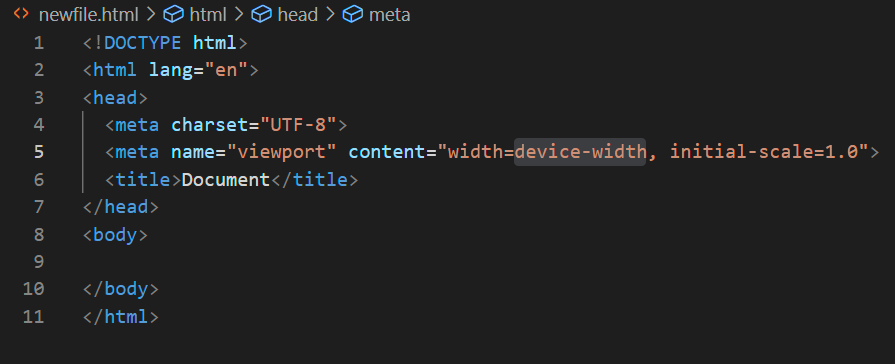 newfile.html > html > head > meta
1 <!DOCTYPE html>
2 <html lang="en">
3 <head>
4 <meta charset="UTF-8">
5 <meta name="viewport" content="width=device-width, initial-scale=1.0">
6 <title>Document</title>
7 </head>
8 <body>
9
10 </body>
11 </html>